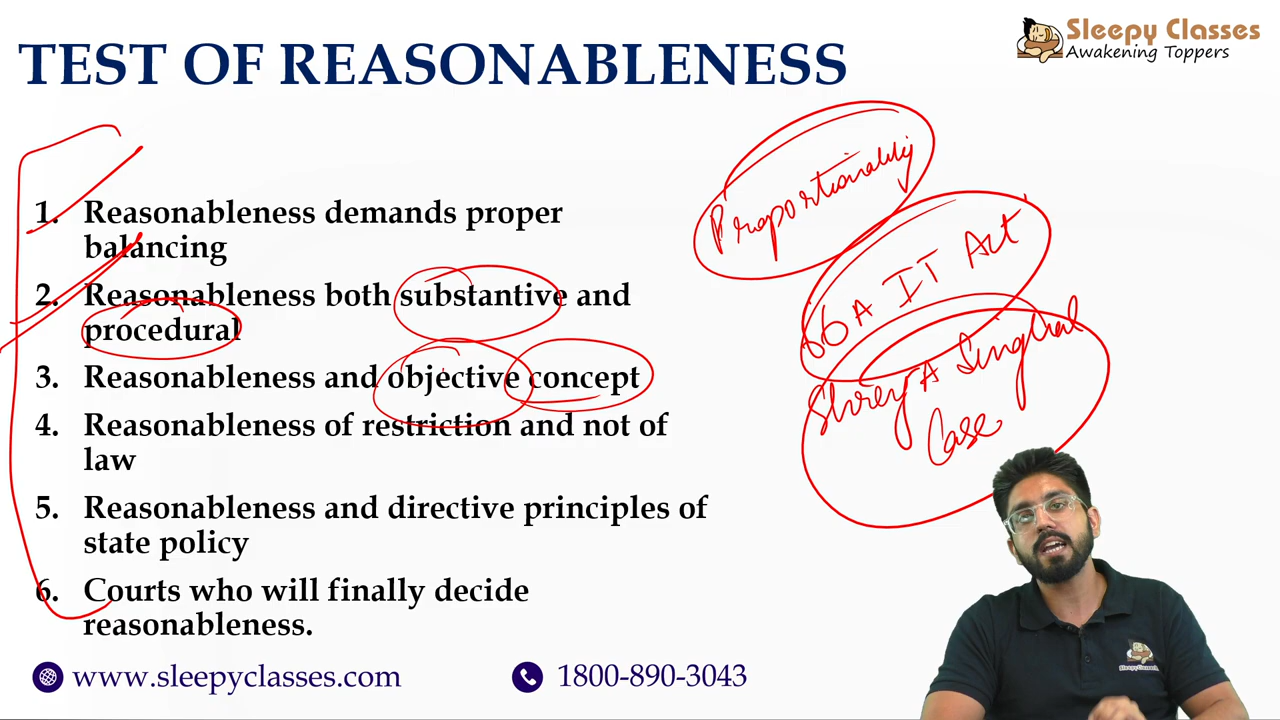 TEST OF REASONABLENESS
Sleepy Classes
Awakening Toppers
1. Reasonableness demands proper
balancing
2. Reasonableness both substantive and
procedural
3. Reasonableness and objective concept
4. Reasonableness of restriction and not of
law
5. Reasonableness and directive principles of
state policy
6. Courts who will finally decide
reasonableness.
Proportionality
66A IT Act
Shreya Singhal
Case
www.sleepyclasses.com
1800-890-3043
SleepyClasses